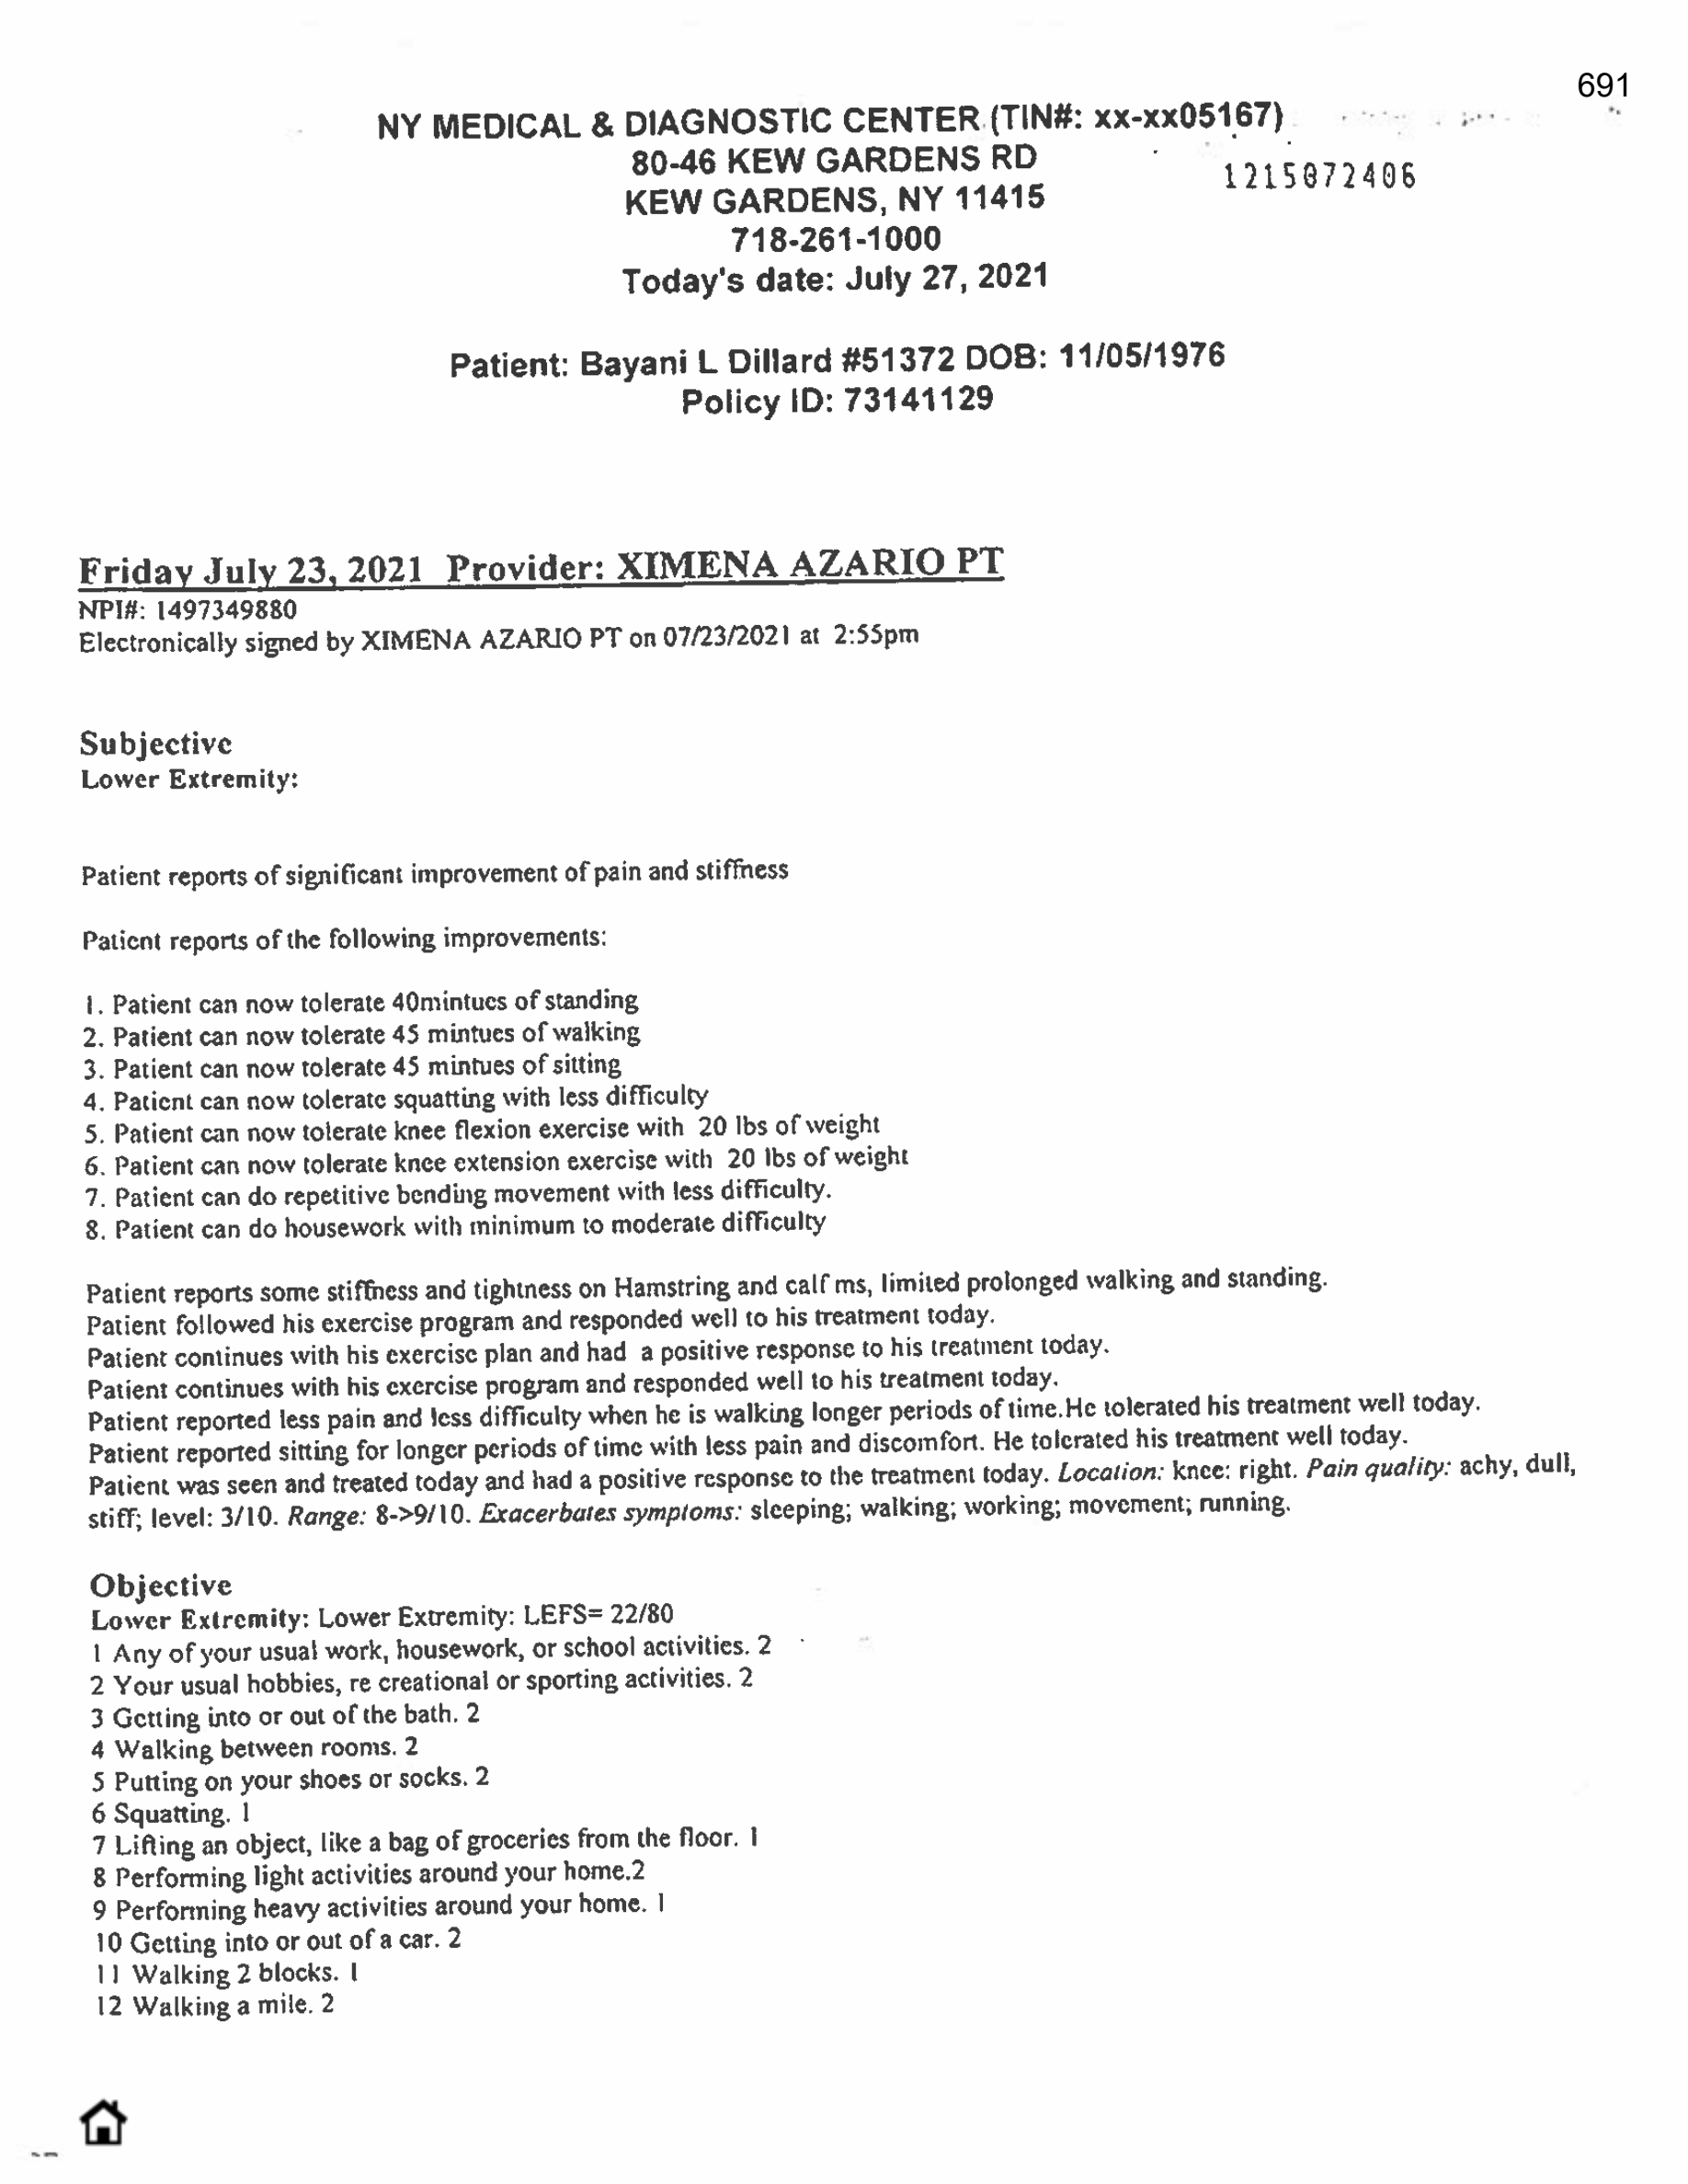 691
NY MEDICAL & DIAGNOSTIC CENTER (TIN#: xx-xx05167)
80-46 KEW GARDENS RD
1215072406
KEW GARDENS, NY 11415
718-261-1000
Today's date: July 27, 2021
Patient: Bayani L Dillard #51372 DOB: 11/05/1976
Policy ID: 73141129
Friday July 23, 2021 Provider: XIMENA AZARIO PT
NPI#: 1497349880
Electronically signed by XIMENA AZARIO PT on 07/23/2021 at 2:55pm
Subjective
Lower Extremity:
Patient reports of significant improvement of pain and stiffness
Patient reports of the following improvements:
1. Patient can now tolerate 40mintues of standing
2. Patient can now tolerate 45 mintues of walking
3. Patient can now tolerate 45 mintues of sitting
4. Patient can now tolerate squatting with less difficulty
5. Patient can now tolerate knee flexion exercise with 20 lbs of weight
6. Patient can now tolerate knee extension exercise with 20 lbs of weight
7. Patient can do repetitive bending movement with less difficulty.
8. Patient can do housework with minimum to moderate difficulty
Patient reports some stiffness and tightness on Hamstring and calf ms, limited prolonged walking and standing.
Patient followed his exercise program and responded well to his treatment today.
Patient continues with his exercise plan and had a positive response to his treatment today.
Patient continues with his exercise program and responded well to his treatment today.
Patient reported less pain and less difficulty when he is walking longer periods of time.He tolerated his treatment well today.
Patient reported sitting for longer periods of time with less pain and discomfort. He tolerated his treatment well today.
Patient was seen and treated today and had a positive response to the treatment today. Location: knee: right. Pain quality: achy, dull,
stiff; level: 3/10. Range: 8->9/10. Exacerbates symptoms: sleeping; walking; working; movement; running.
Objective
Lower Extremity: Lower Extremity: LEFS= 22/80
1 Any of your usual work, housework, or school activities. 2
2 Your usual hobbies, re creational or sporting activities. 2
3 Getting into or out of the bath. 2
4 Walking between rooms. 2
5 Putting on your shoes or socks. 2
6 Squatting. 1
7 Lifting an object, like a bag of groceries from the floor. 1
8 Performing light activities around your home.2
9 Performing heavy activities around your home. 1
10 Getting into or out of a car. 2
11 Walking 2 blocks. 1
12 Walking a mile. 2